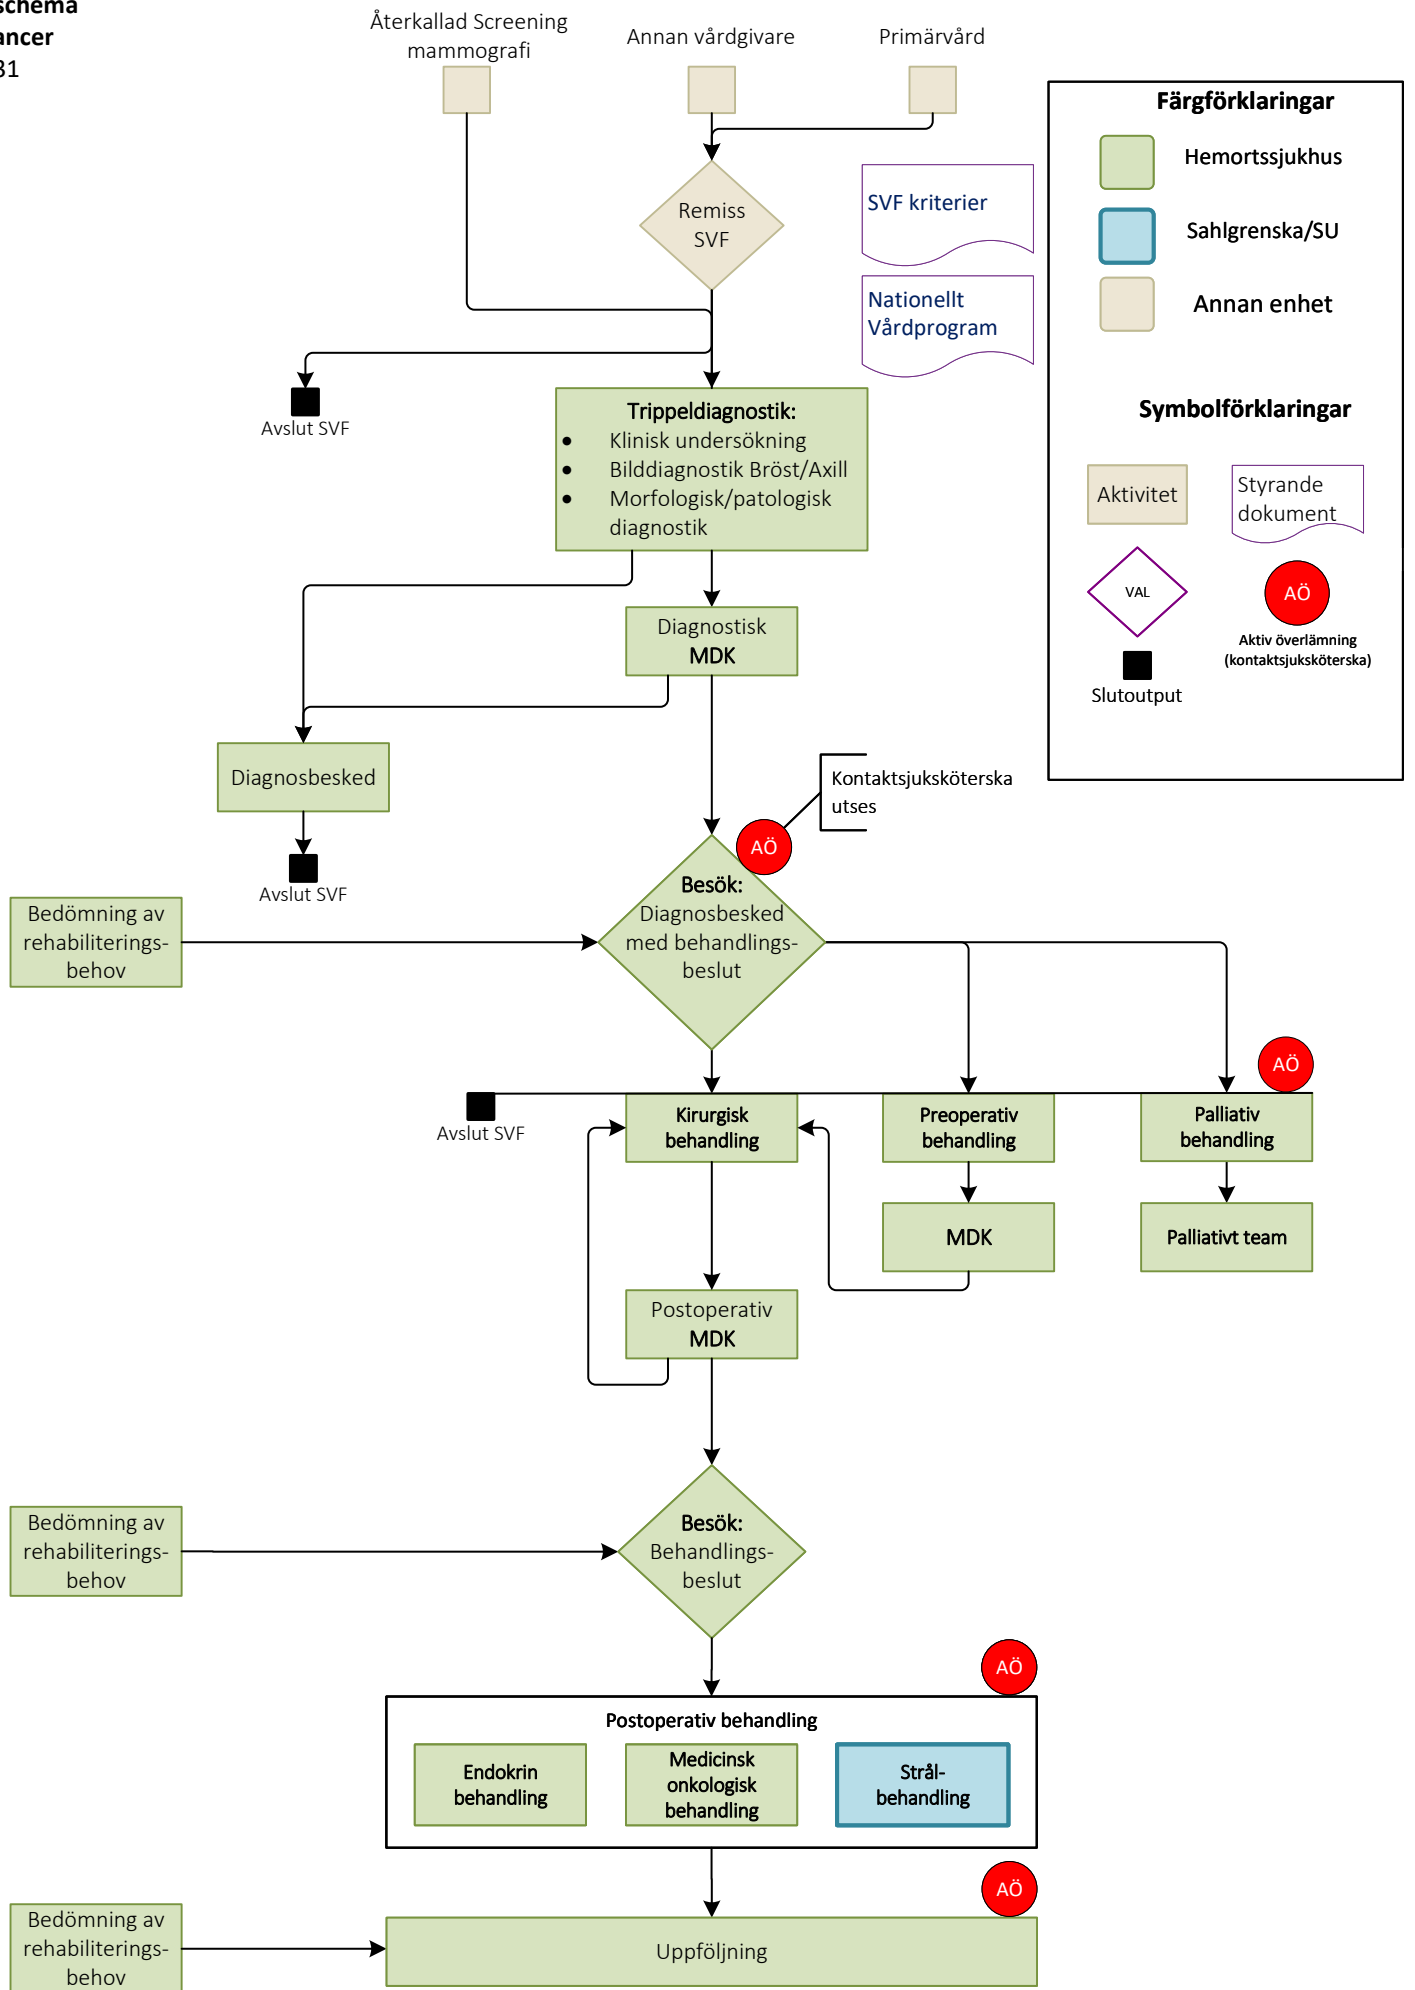 schema
ancer
31
Återkallad Screening
mammografi
Annan vårdgivare
Primärvård
Remiss
SVF
SVF kriterier
Nationellt
Vårdprogram
Färgförklaringar
Hemortssjukhus
Sahlgrenska/SU
Annan enhet
Symbolförklaringar
Aktivitet
Styrande
dokument
VAL
AÖ
Aktiv överlämning
(kontaktsjuksköterska)
Slutoutput
Avslut SVF
Trippeldiagnostik:
• Klinisk undersökning
• Bilddiagnostik Bröst/Axill
• Morfologisk/patologisk
diagnostik
Diagnostisk
MDK
Diagnosbesked
Avslut SVF
Kontaktsjuksköterska
utses
AÖ
Besök:
Diagnosbesked
med behandlings-
beslut
Bedömning av
rehabiliterings-
behov
AÖ
Avslut SVF
Kirurgisk
behandling
Preoperativ
behandling
Palliativ
behandling
MDK
Palliativt team
Postoperativ
MDK
Bedömning av
rehabiliterings-
behov
Besök:
Behandlings-
beslut
AÖ
Postoperativ behandling
Endokrin
behandling
Medicinsk
onkologisk
behandling
Strål-
behandling
AÖ
Bedömning av
rehabiliterings-
behov
Uppföljning